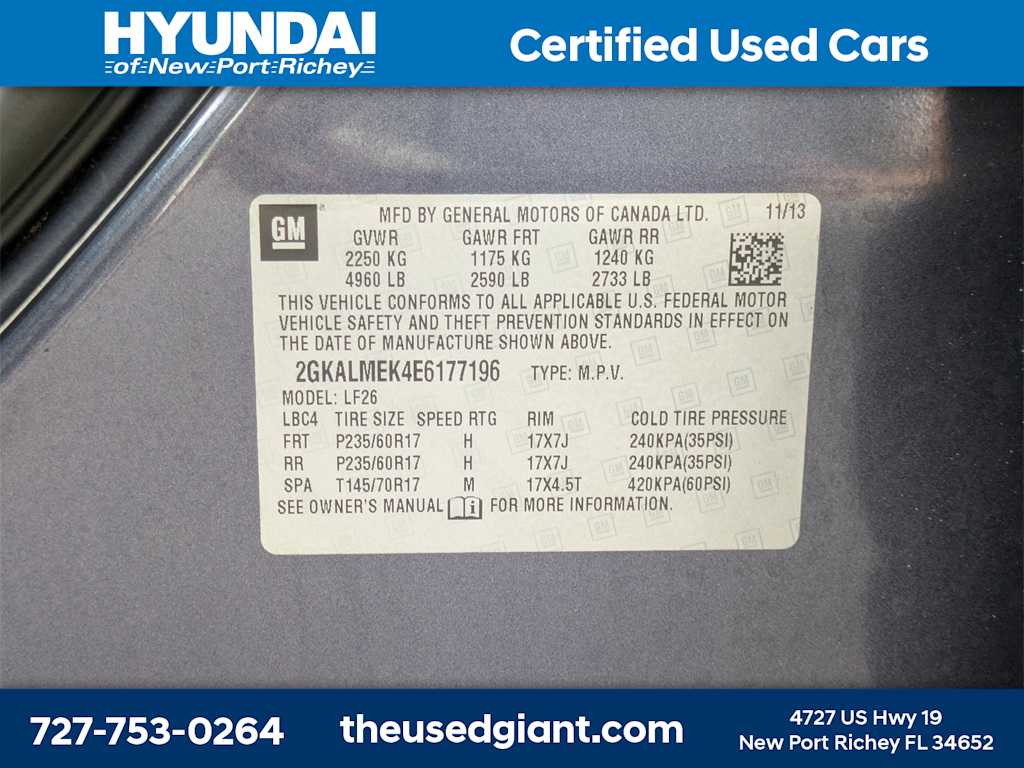 HYUNDAI
of New Port Richey
Certified Used Cars
GM
MFD BY GENERAL MOTORS OF CANADA LTD. 11/13
GVWR GAWR FRT GAWR RR
2250 KG 1175 KG 1240 KG
4960 LB 2590 LB 2733 LB
THIS VEHICLE CONFORMS TO ALL APPLICABLE U.S. FEDERAL MOTOR
VEHICLE SAFETY AND THEFT PREVENTION STANDARDS IN EFFECT ON
THE DATE OF MANUFACTURE SHOWN ABOVE.
2GKALMEK4E6177196 TYPE: M.P.V.
MODEL: LF26
LBC4 TIRE SIZE SPEED RTG RIM COLD TIRE PRESSURE
FRT P235/60R17 H 17X7J 240KPA(35PSI)
RR P235/60R17 H 17X7J 240KPA(35PSI)
SPA T145/70R17 M 17X4.5T 420KPA(60PSI)
SEE OWNER'S MANUAL FOR MORE INFORMATION.
727-753-0264
theusedgiant.com
4727 US Hwy 19
New Port Richey FL 34652